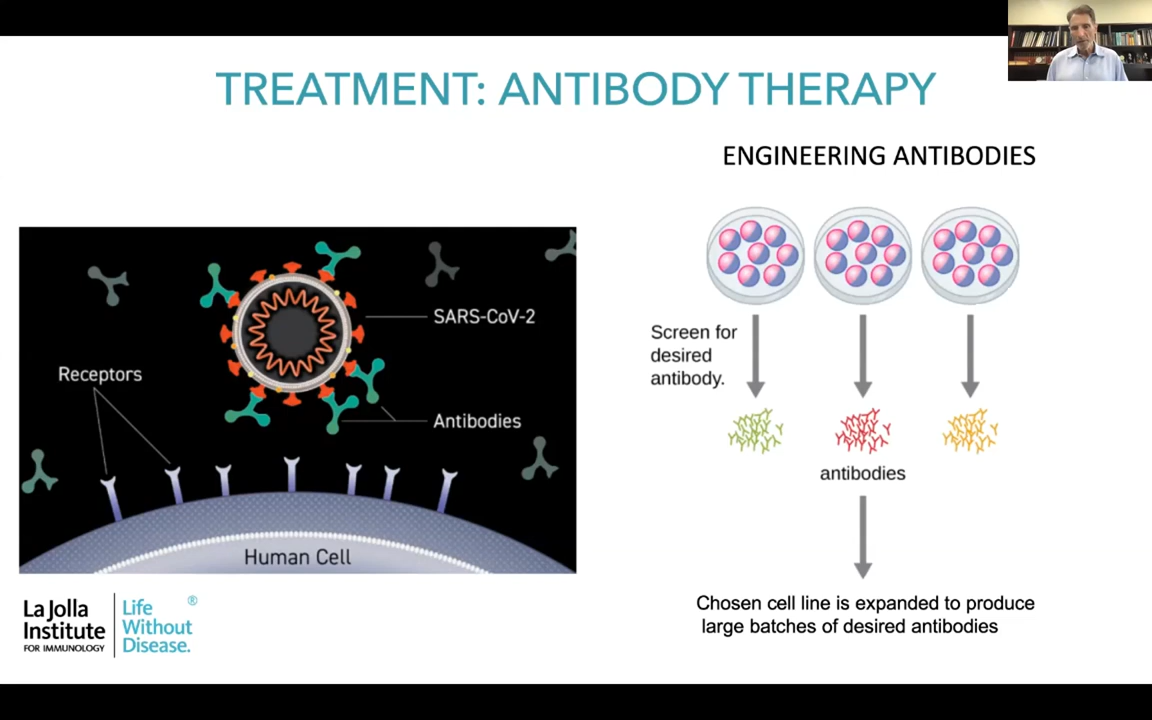 TREATMENT: ANTIBODY THERAPY
ENGINEERING ANTIBODIES
SARS-CoV-2
Receptors
Antibodies
Human Cell
Screen for
desired
antibody.
antibodies
Chosen cell line is expanded to produce
large batches of desired antibodies
La Jolla
Institute
FOR IMMUNOLOGY
Life
Without
Disease.
®